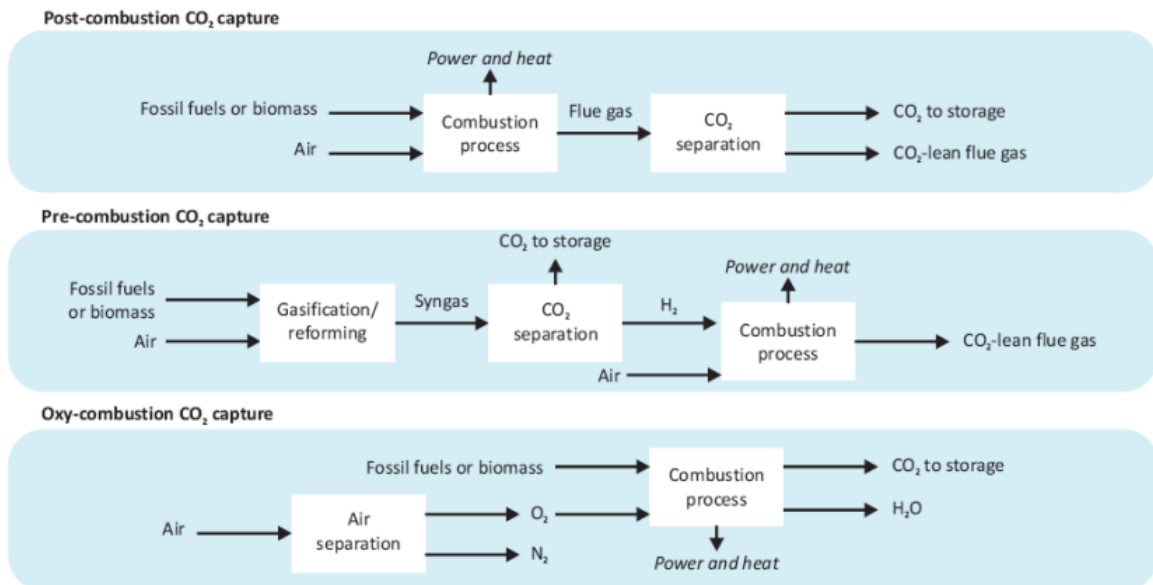 Post-combustion CO₂ capture
Power and heat
Fossil fuels or biomass
Air
Combustion
process
Flue gas
CO₂
separation
CO₂ to storage
CO₂-lean flue gas
Pre-combustion CO₂ capture
Fossil fuels
or biomass
Air
Gasification/
reforming
Syngas
CO₂ to storage
CO₂
separation
H₂
Air
Power and heat
Combustion
process
CO₂-lean flue gas
Oxy-combustion CO₂ capture
Fossil fuels or biomass
Air
Air
separation
O₂
N₂
Combustion
process
Power and heat
CO₂ to storage
H₂O